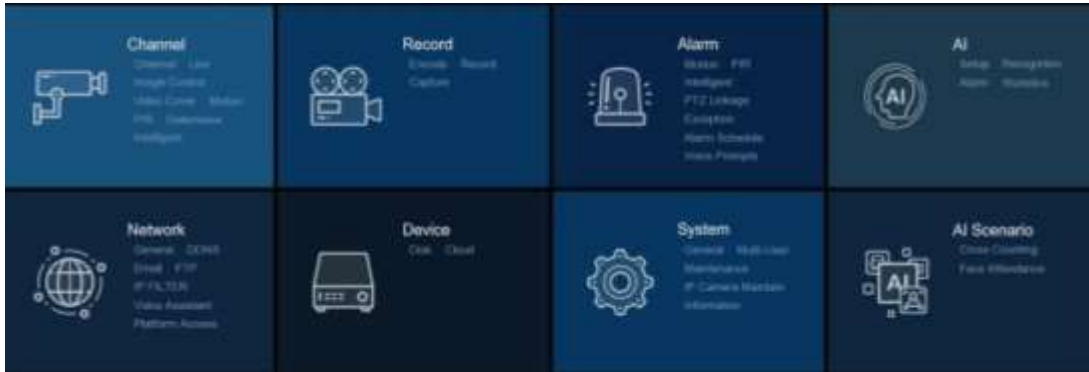 Channel
Channel Live
Image Control
Video Cover Motion
PIR Deterrence
Intelligent
Record
Encode Record
Capture
Alarm
Motion PIR
Intelligent
PTZ Linkage
Exception
Alarm Schedule
Voice Prompts
AI
Setup Recognition
Alarm Statistics
AI
Network
General DDNS
Email FTP
IP FILTER
Video Assistant
Platform Access
Device
Disk Cloud
System
General Multi-User
Maintenance
IP Camera Maintain
Information
AI Scenario
Cross Counting
Face Attendance
AI